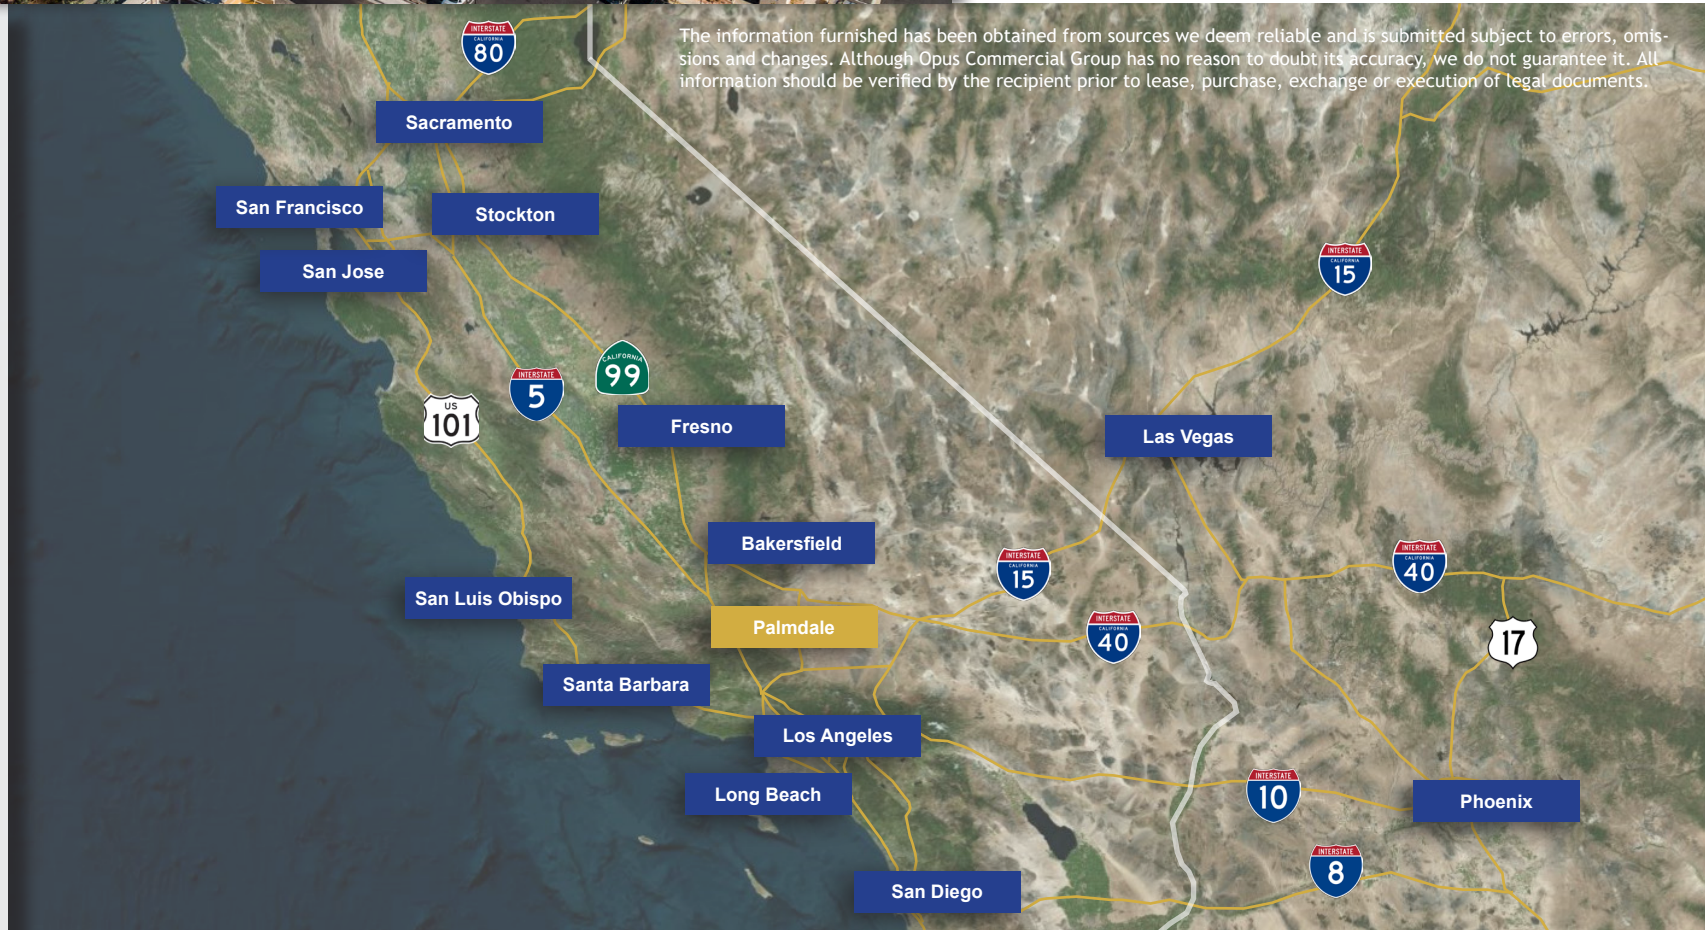 INTERSTATE
CALIFORNIA
80
The information furnished has been obtained from sources we deem reliable and is submitted subject to errors, omis-
sions and changes. Although Opus Commercial Group has no reason to doubt its accuracy, we do not guarantee it. All
information should be verified by the recipient prior to lease, purchase, exchange or execution of legal documents.
Sacramento
San Francisco
Stockton
San Jose
INTERSTATE
CALIFORNIA
15
CALIFORNIA
99
INTERSTATE
5
US
101
Fresno
Las Vegas
Bakersfield
INTERSTATE
CALIFORNIA
15
INTERSTATE
CALIFORNIA
40
San Luis Obispo
Palmdale
INTERSTATE
CALIFORNIA
40
17
Santa Barbara
Los Angeles
Long Beach
INTERSTATE
10
Phoenix
INTERSTATE
8
San Diego